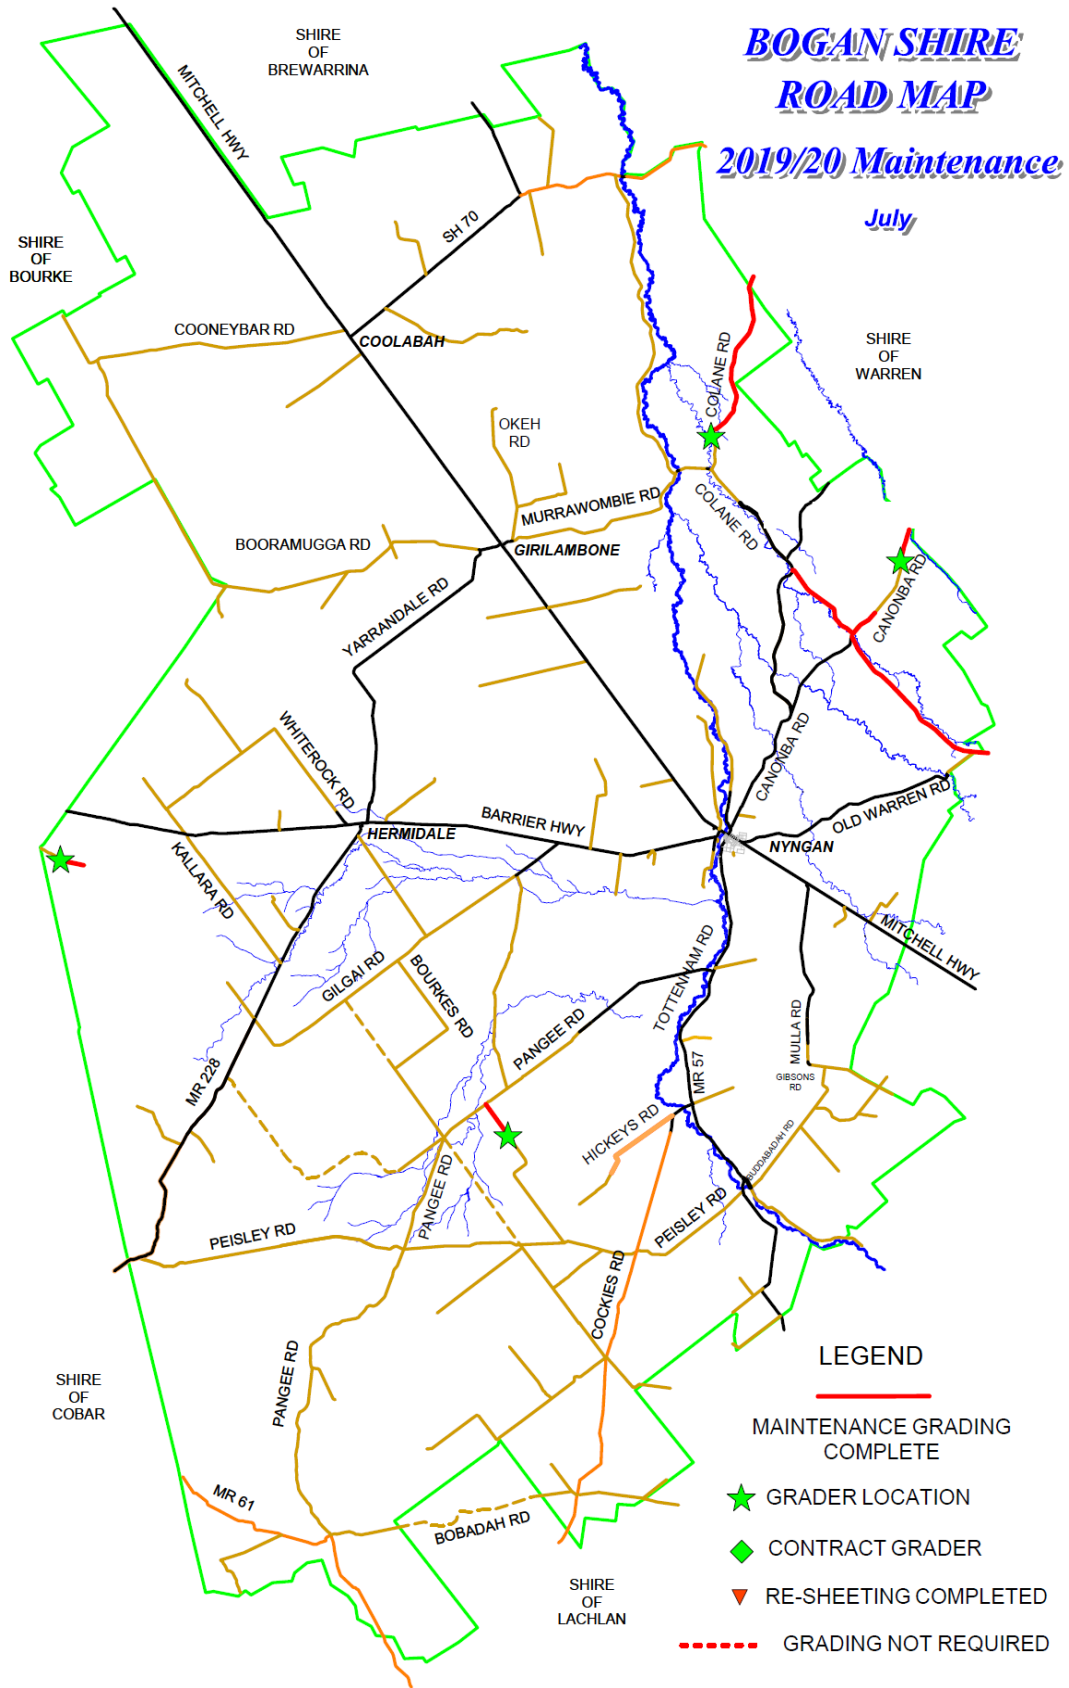 BOGAN SHIRE
ROAD MAP
2019/20 Maintenance
July
SHIRE
OF
BREWARRINA
MITCHELL HWY
SH 70
SHIRE
OF
BOURKE
COONEYBAR RD
COOLABAH
COLANE RD
SHIRE
OF
WARREN
OKEH
RD
MURRAWOMBIE RD
COLANE RD
BOORAMUGGA RD
GIRILAMBONE
CANONBA RD
YARRANDALE RD
WHITEROCK RD
CANONBA RD
BARRIER HWY
OLD WARREN RD
HERMIDALE
NYNGAN
KALLARA RD
MITCHELL HWY
GILGAI RD
BOURKES RD
TOTTENHAM RD
PANGEE RD
MULLA RD
MR 228
MR 57
GIBSONS
RD
HICKEYS RD
BUDDABADAH RD
PANGEE RD
PEISLEY RD
PEISLEY RD
COCKIES RD
PANGEE RD
SHIRE
OF
COBAR
MR 61
BOBADAH RD
SHIRE
OF
LACHLAN
LEGEND
MAINTENANCE GRADING
COMPLETE
GRADER LOCATION
CONTRACT GRADER
RE-SHEETING COMPLETED
GRADING NOT REQUIRED